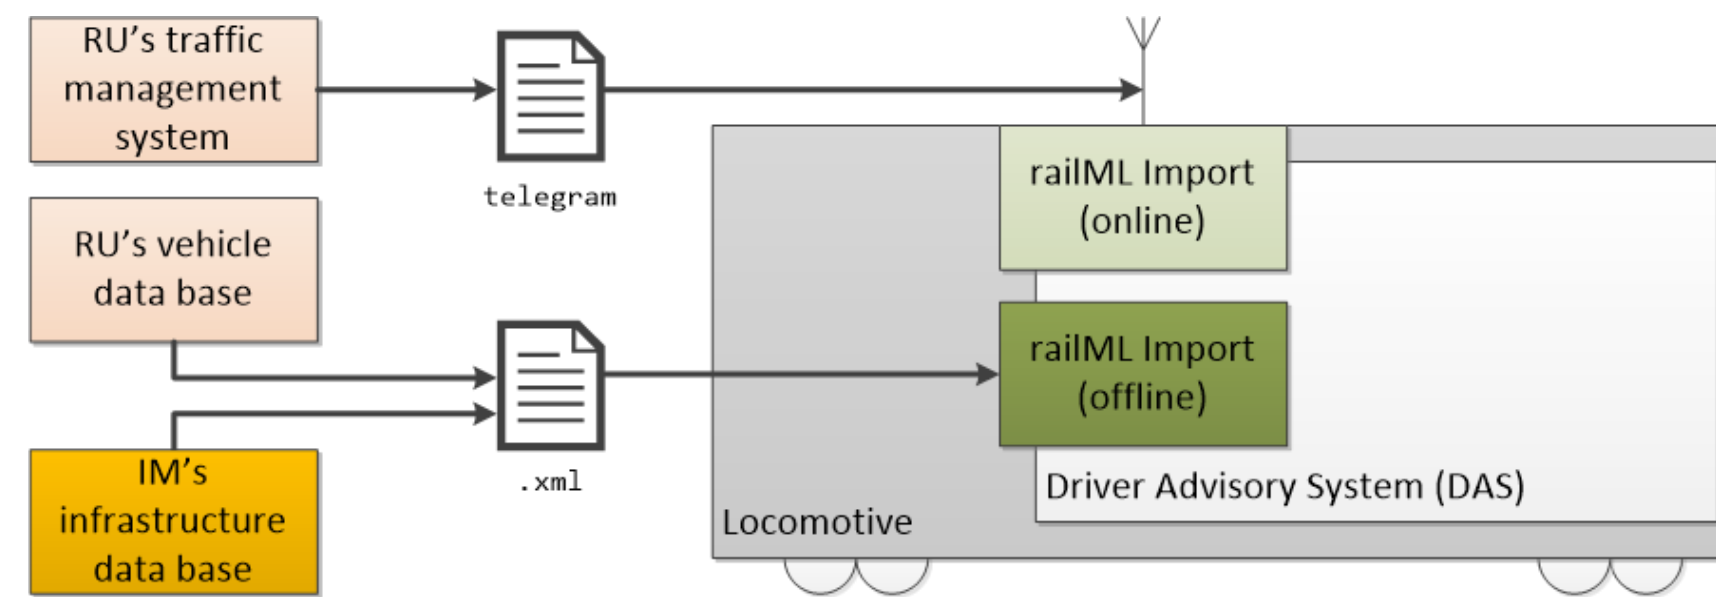 RU's traffic
management
system
telegram
railML Import
(online)
RU's vehicle
data base
railML Import
(offline)
.xml
IM's
infrastructure
data base
Driver Advisory System (DAS)
Locomotive